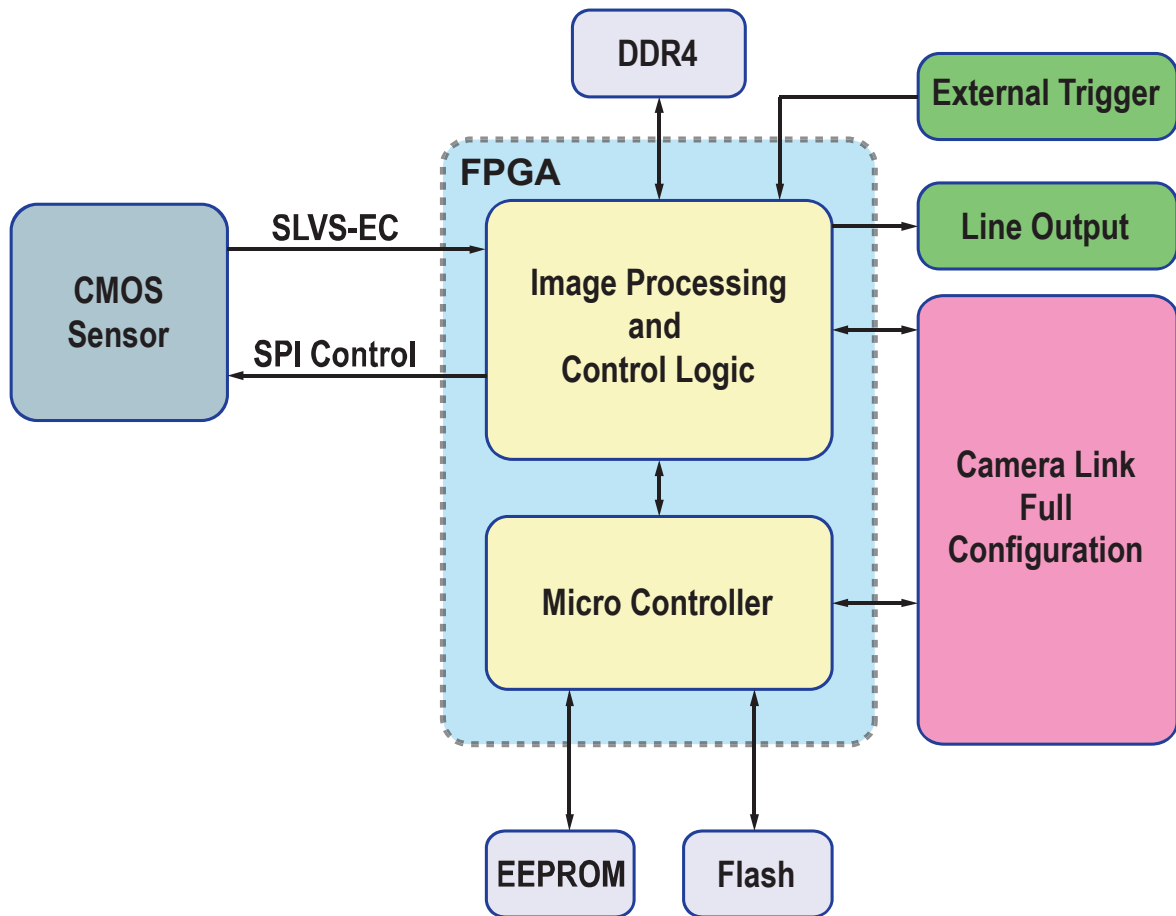 DDR4
External Trigger
FPGA
Line Output
SLVS-EC
CMOS
Sensor
Image Processing
and
Control Logic
SPI Control
Camera Link
Full
Configuration
Micro Controller
EEPROM
Flash